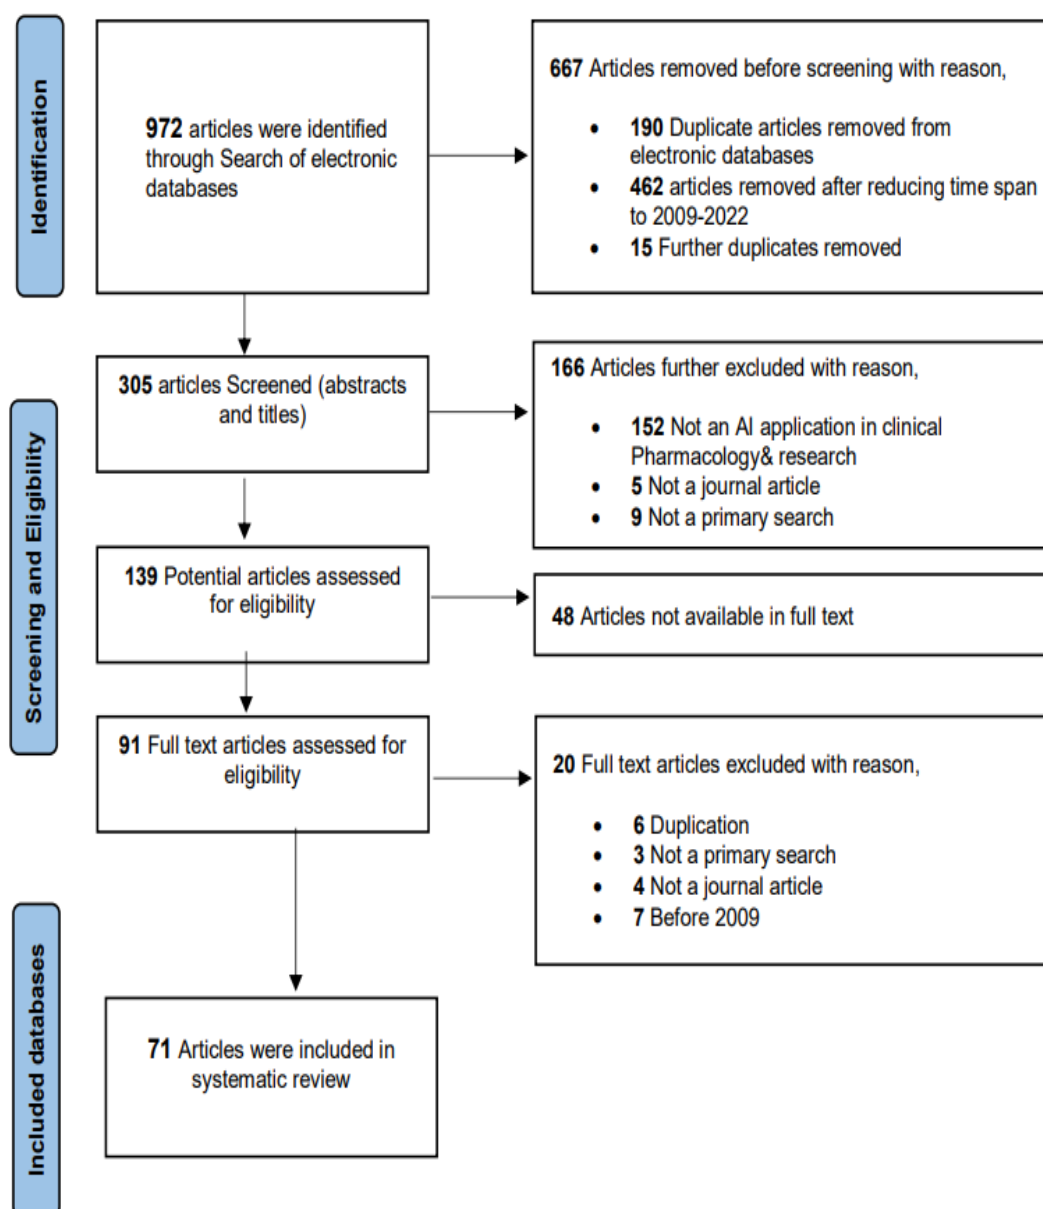 Identification
972 articles were identified
through Search of electronic
databases
667 Articles removed before screening with reason,
• 190 Duplicate articles removed from
electronic databases
• 462 articles removed after reducing time span
to 2009-2022
• 15 Further duplicates removed
Screening and Eligibility
305 articles Screened (abstracts
and titles)
166 Articles further excluded with reason,
• 152 Not an AI application in clinical
Pharmacology& research
• 5 Not a journal article
• 9 Not a primary search
139 Potential articles assessed
for eligibility
48 Articles not available in full text
91 Full text articles assessed for
eligibility
20 Full text articles excluded with reason,
• 6 Duplication
• 3 Not a primary search
• 4 Not a journal article
• 7 Before 2009
Included databases
71 Articles were included in
systematic review